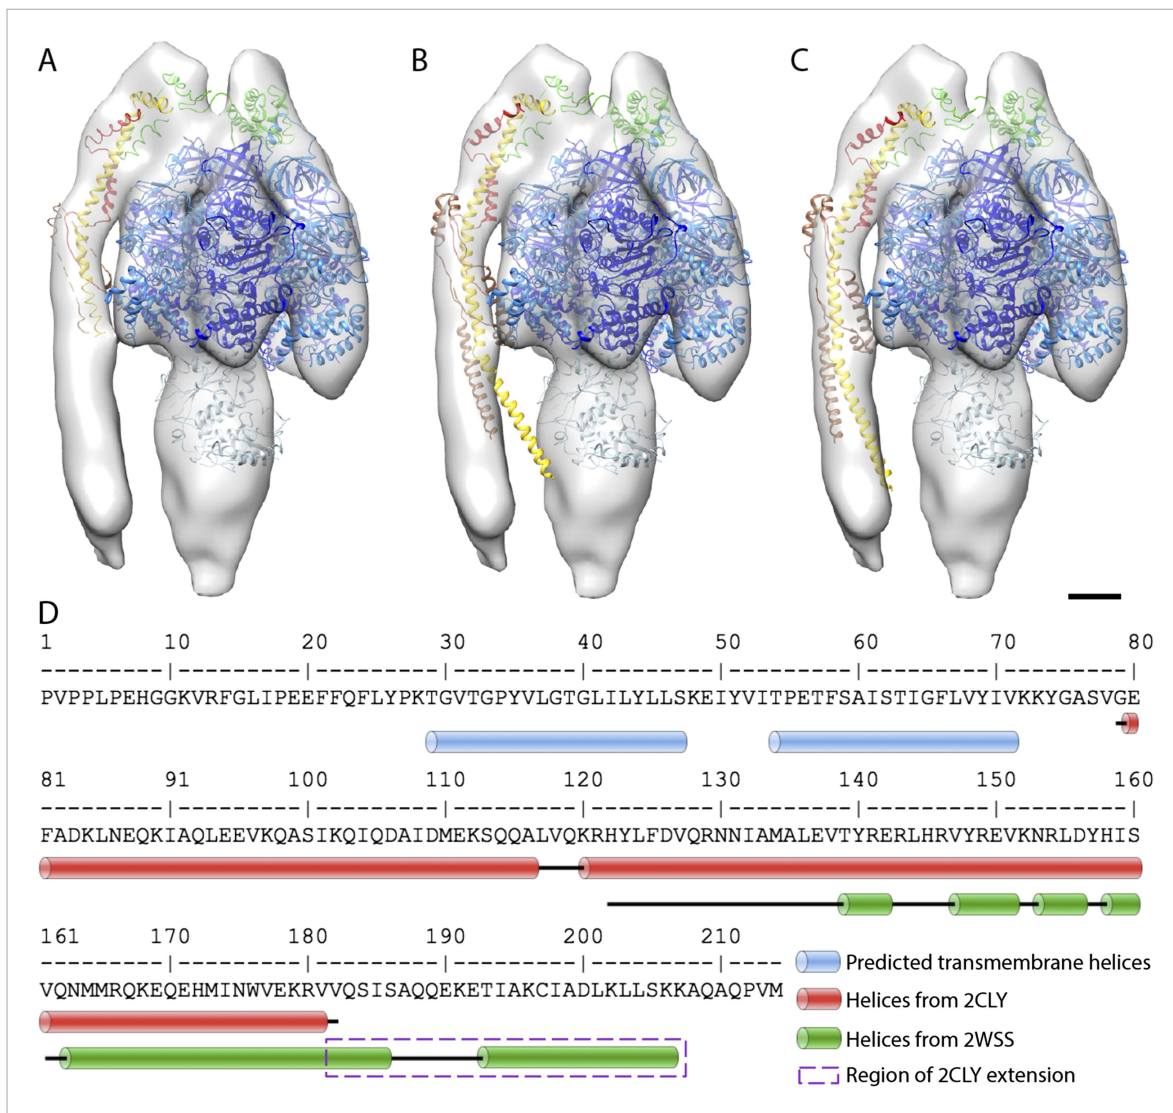 A B C
D
1 10 20 30 40 50 60 70 80
---------|---------|---------|---------|---------|---------|---------|---------|
PVPPLPEHGGKVRFGLIPEEFFQFLYPKTGVTGPYVLGTGLILYLLSKEIYVITPETFSAISTIGFLVYIVKKYGASVGE
81 91 100 110 120 130 140 150 160
---------|---------|---------|---------|---------|---------|---------|---------|
FADKLNEQKIAQLEEVKQASIKQIQDAIDMEKSQQALVQKRHYLFDVQRNNIAMALEVTYRERLHRVYREVKNRLDYHIS
161 170 180 190 200 210
---------|---------|---------|---------|---------|----
VQNMMRQKEQEHMINWVEKRVVQSISAQQEKETIAKCIADLKLLSKKAQAQPVM
Predicted transmembrane helices
Helices from 2CLY
Helices from 2WSS
Region of 2CLY extension